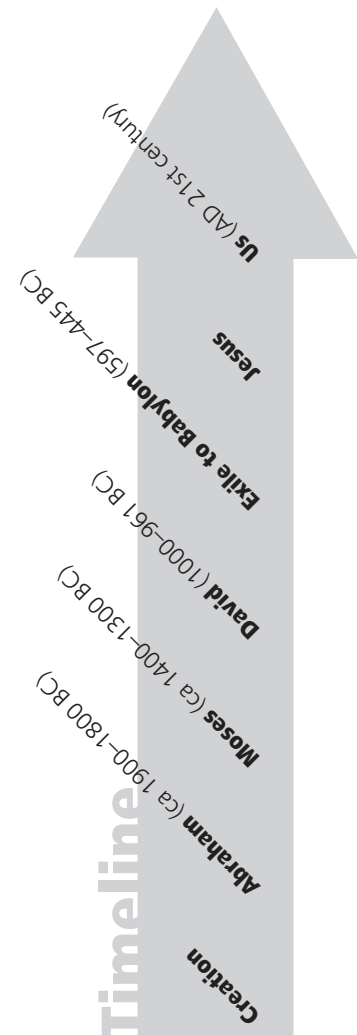 Timeline
Creation
Abraham (ca 1900–1800 BC)
Moses (ca 1400–1300 BC)
David (1000–961 BC)
Exile to Babylon (597–445 BC)
Jesus
Us (AD 21st century)